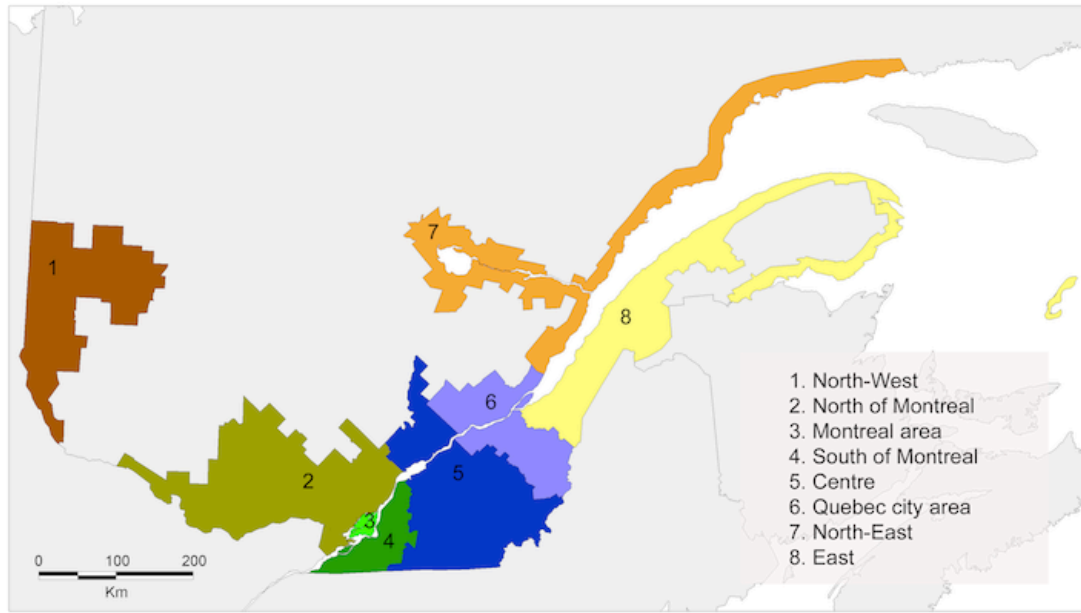 7
1
8
6
2
5
3
4
1. North-West
2. North of Montreal
3. Montreal area
4. South of Montreal
5. Centre
6. Quebec city area
7. North-East
8. East
0 100 200
Km